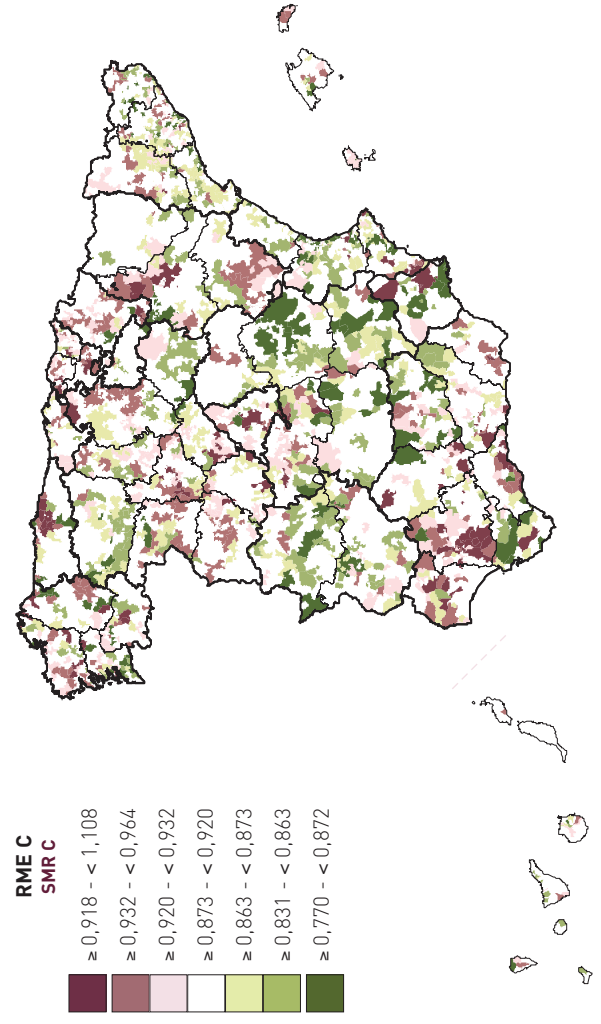 RME C
SMR C
≥ 0,918 - < 1,108
≥ 0,932 - < 0,964
≥ 0,920 - < 0,932
≥ 0,873 - < 0,920
≥ 0,863 - < 0,873
≥ 0,831 - < 0,863
≥ 0,770 - < 0,872